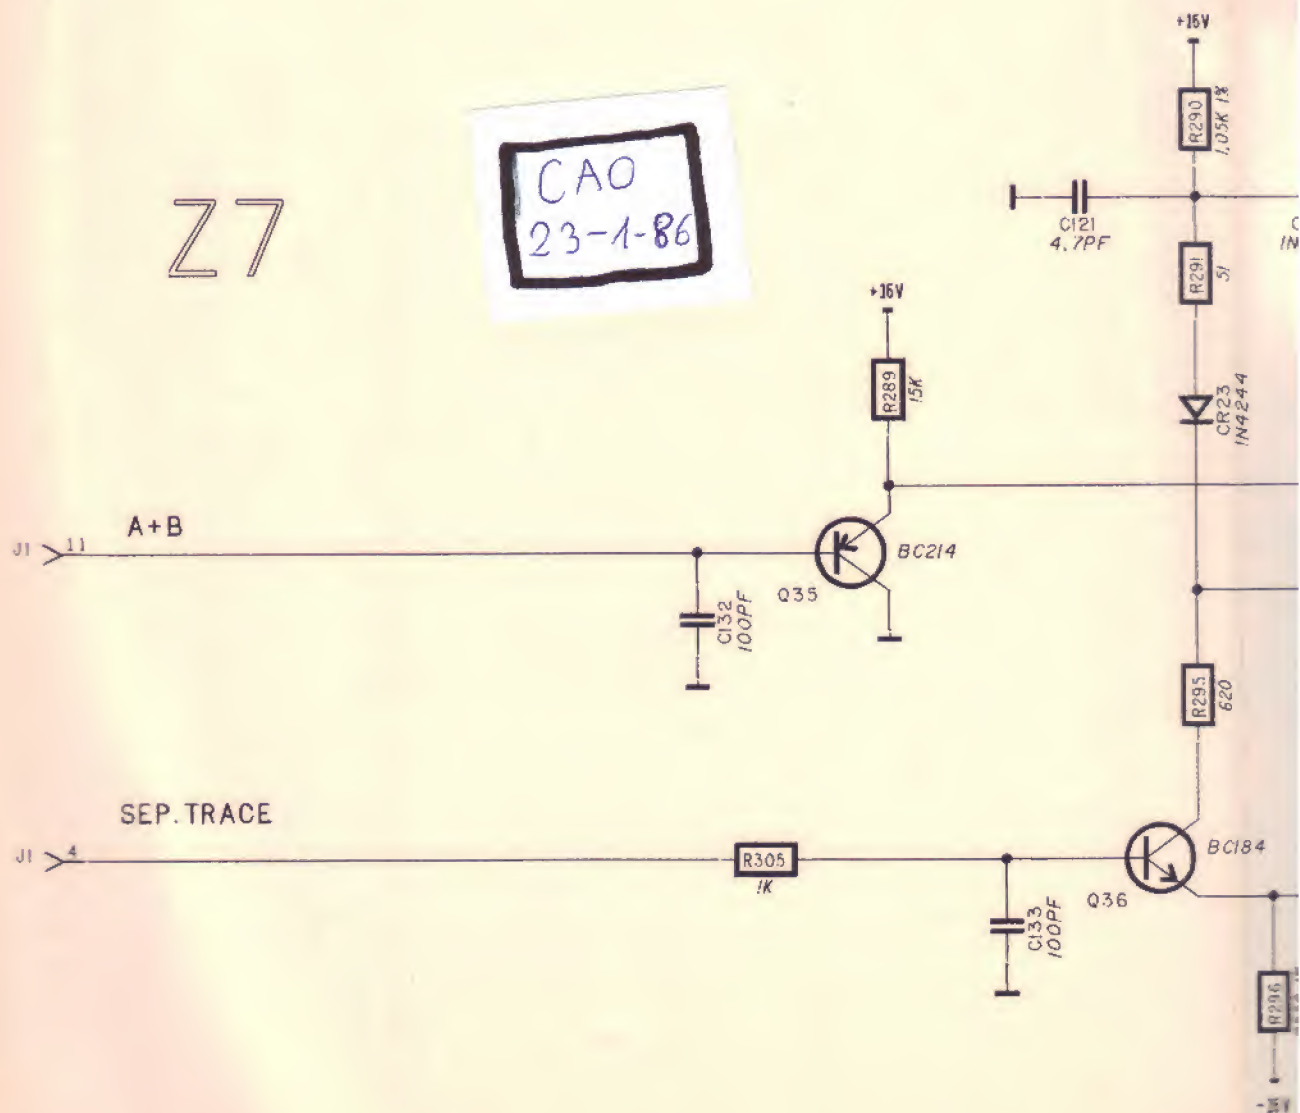 +16V
R290
1,05K 1%
CAO
23-1-86
Z7
C121
4.7PF
R291
51
+16V
R289
15K
CR23
1N4244
A+B
J1
11
BC214
Q35
C132
100PF
R295
620
SEP. TRACE
J1
4
R305
1K
BC184
Q36
C133
100PF
R296